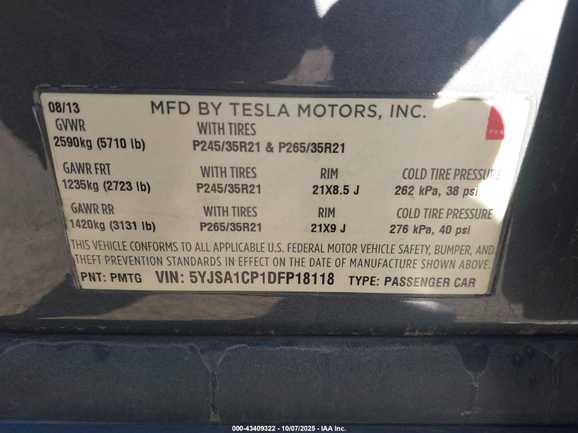 08/13 MFD BY TESLA MOTORS, INC.
GVWR WITH TIRES
2590kg (5710 lb) P245/35R21 & P265/35R21
GAWR FRT WITH TIRES RIM COLD TIRE PRESSURE
1235kg (2723 lb) P245/35R21 21X8.5 J 262 kPa, 38 psi
GAWR RR WITH TIRES RIM COLD TIRE PRESSURE
1420kg (3131 lb) P265/35R21 21X9 J 276 kPa, 40 psi
THIS VEHICLE CONFORMS TO ALL APPLICABLE U.S. FEDERAL MOTOR VEHICLE SAFETY, BUMPER, AND
THEFT PREVENTION STANDARDS IN EFFECT ON THE DATE OF MANUFACTURE SHOWN ABOVE.
PNT: PMTG VIN: 5YJSA1CP1DFP18118 TYPE: PASSENGER CAR
000-43409322 - 10/07/2025 - IAA Inc.